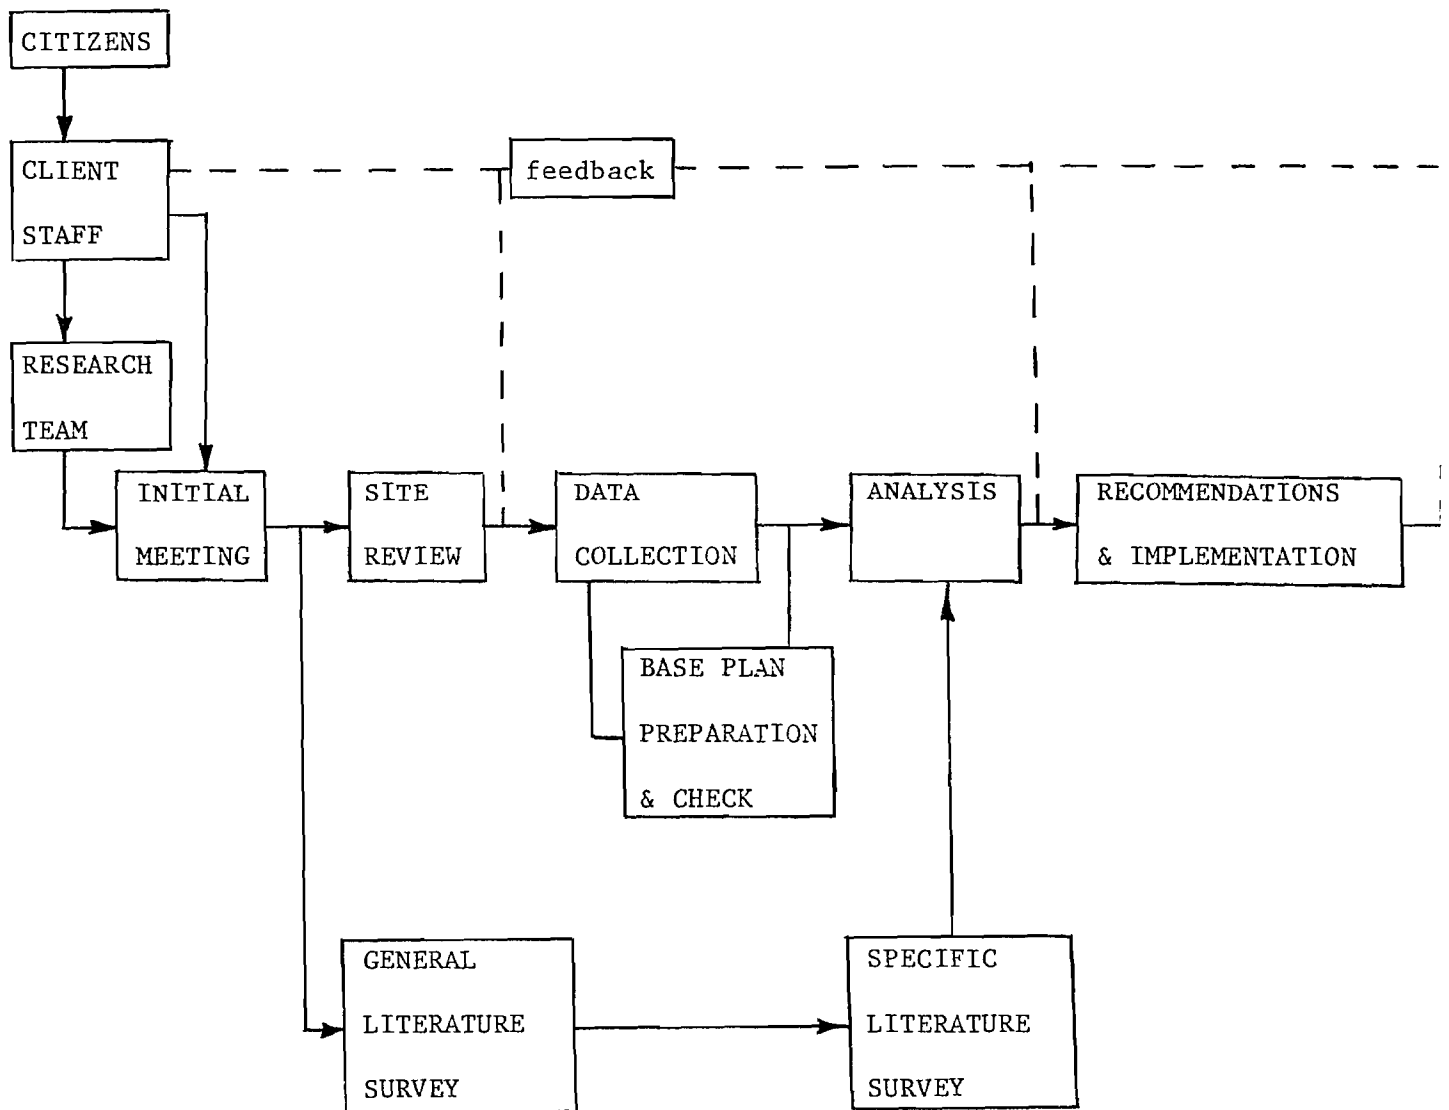 CITIZENS
CLIENT
STAFF
feedback
RESEARCH
TEAM
INITIAL
MEETING
SITE
REVIEW
DATA
COLLECTION
ANALYSIS
RECOMMENDATIONS
& IMPLEMENTATION
BASE PLAN
PREPARATION
& CHECK
GENERAL
LITERATURE
SURVEY
SPECIFIC
LITERATURE
SURVEY